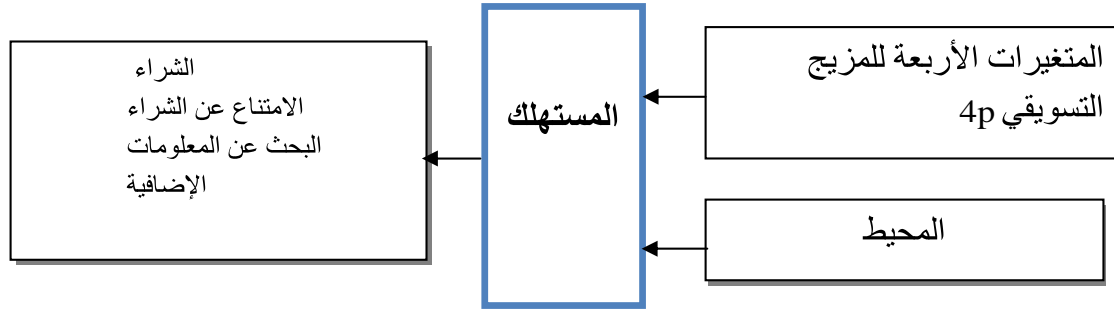 المتغيرات الأربعة للمزيج
التسويقي 4p
المحيط
المستهلك
الشراء
الامتناع عن الشراء
البحث عن المعلومات
الإضافية